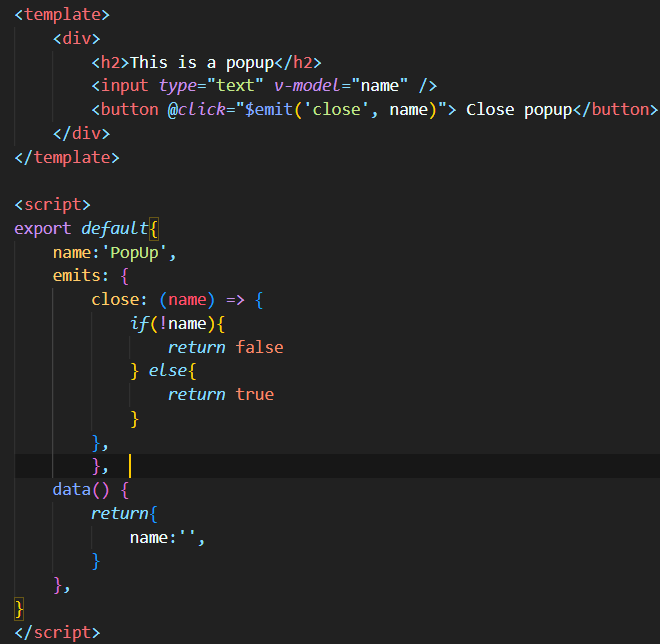 <template>
    <div>
        <h2>This is a popup</h2>
        <input type="text" v-model="name" />
        <button @click="$emit('close', name)"> Close popup</button>
    </div>
</template>

<script>
export default{
    name:'PopUp',
    emits: {
        close: (name) => {
            if(!name){
                return false
            } else{
                return true
            }
        },
        },
    data() {
        return{
            name:'',
        }
    },
}
</script>